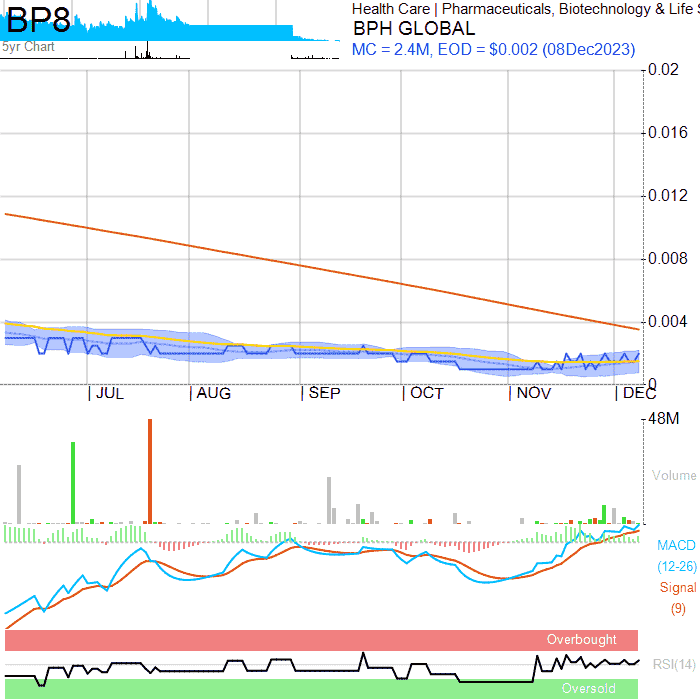 BP8
5yr Chart
Health Care | Pharmaceuticals, Biotechnology & Life S
BPH GLOBAL
MC = 2.4M, EOD = $0.002 (08Dec2023)
0.02
0.016
0.012
0.008
0.004
0
JUL AUG SEP OCT NOV DEC
48M
Volume
MACD
(12-26)
Signal
(9)
Overbought
RSI(14)
Oversold